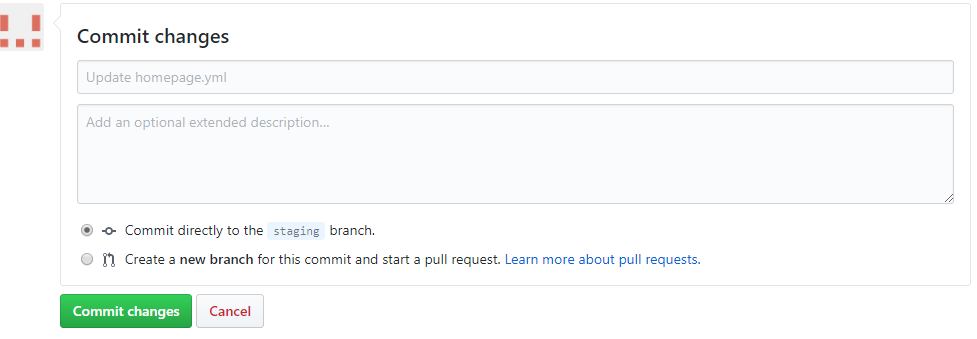 Commit changes
Update homepage.yml
Add an optional extended description...
Commit directly to the staging branch.
Create a new branch for this commit and start a pull request. Learn more about pull requests.
Commit changes Cancel